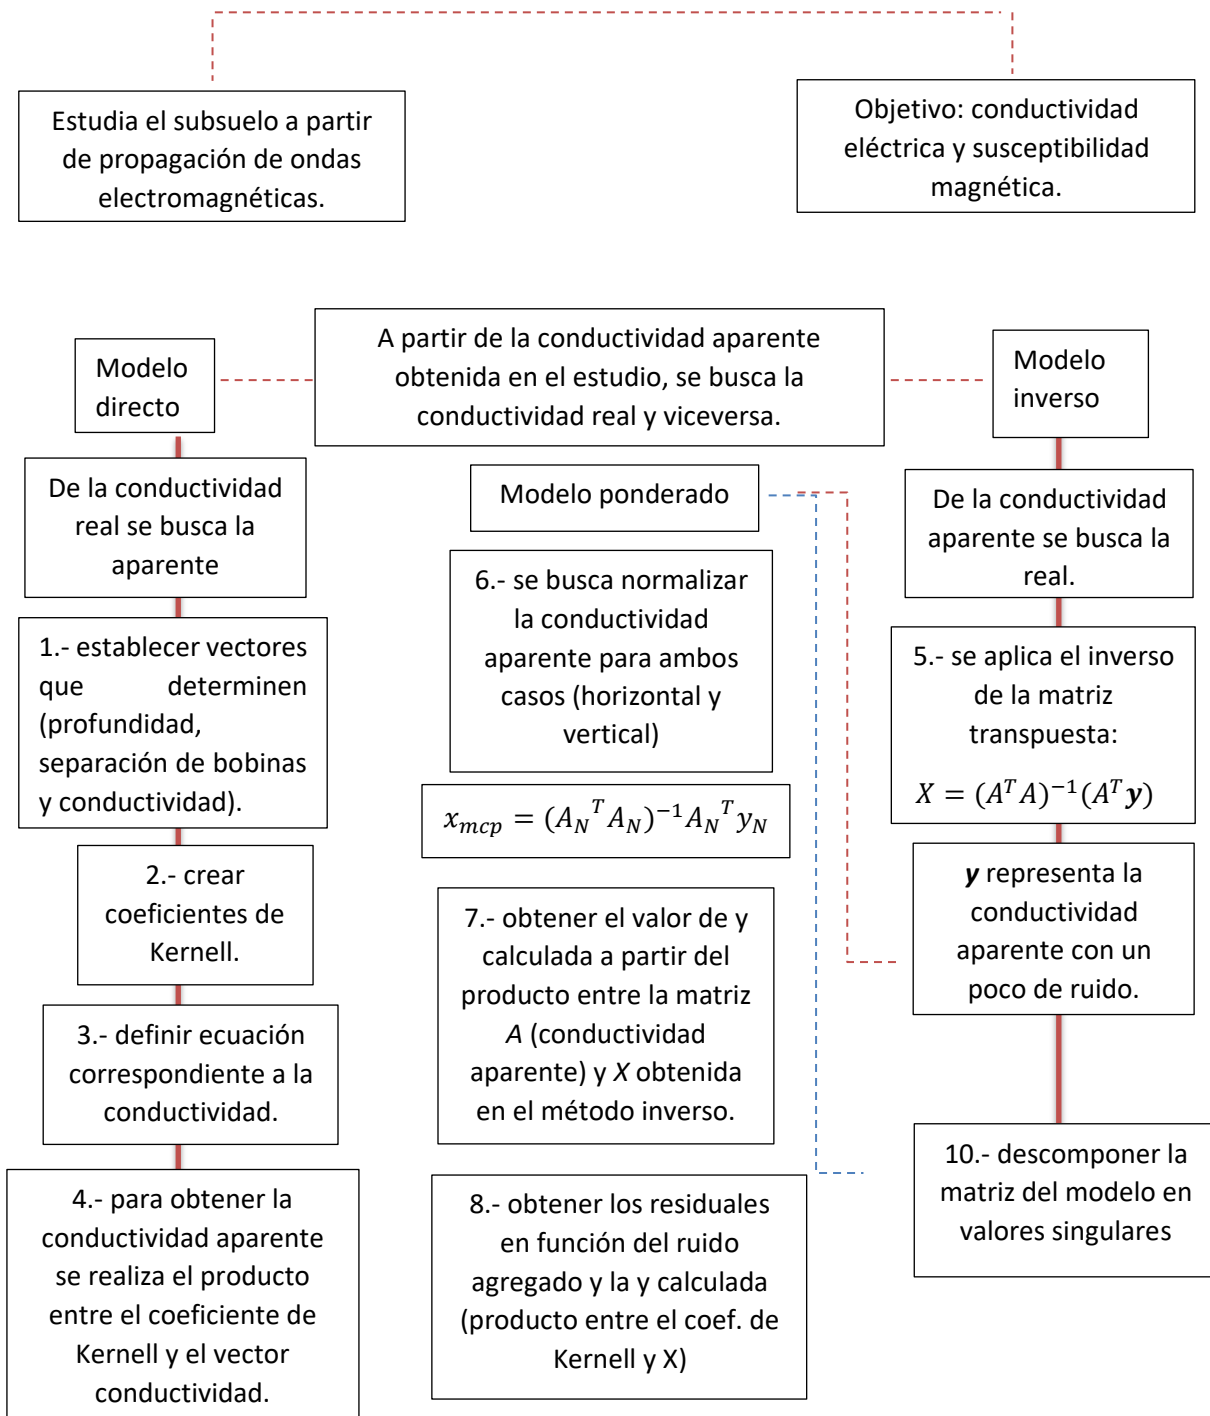 Estudia el subsuelo a partir
de propagación de ondas
electromagnéticas.
Objetivo: conductividad
eléctrica y susceptibilidad
magnética.
A partir de la conductividad aparente
obtenida en el estudio, se busca la
conductividad real y viceversa.
Modelo
directo
De la conductividad
real se busca la
aparente
1.- establecer vectores
que determinen
(profundidad,
separación de bobinas
y conductividad).
2.- crear
coeficientes de
Kernell.
3.- definir ecuación
correspondiente a la
conductividad.
4.- para obtener la
conductividad aparente
se realiza el producto
entre el coeficiente de
Kernell y el vector
conductividad.
Modelo ponderado
6.- se busca normalizar
la conductividad
aparente para ambos
casos (horizontal y
vertical)
x_{mcp} = (A_N^T A_N)^{-1} A_N^T y_N
7.- obtener el valor de y
calculada a partir del
producto entre la matriz
A (conductividad
aparente) y X obtenida
en el método inverso.
8.- obtener los residuales
en función del ruido
agregado y la y calculada
(producto entre el coef. de
Kernell y X)
Modelo
inverso
De la conductividad
aparente se busca la
real.
5.- se aplica el inverso
de la matriz
transpuesta:
X = (A^T A)^{-1}(A^T y)
y representa la
conductividad
aparente con un
poco de ruido.
10.- descomponer la
matriz del modelo en
valores singulares